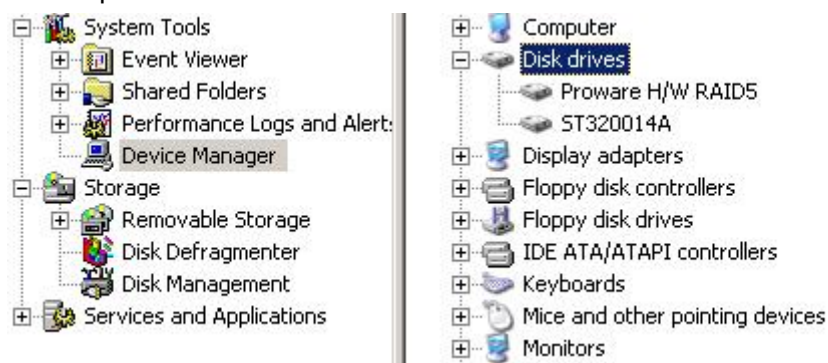 System Tools
Event Viewer
Shared Folders
Performance Logs and Alert
Device Manager
Storage
Removable Storage
Disk Defragmenter
Disk Management
Services and Applications
Computer
Disk drives
Proware H/W RAID5
ST320014A
Display adapters
Floppy disk controllers
Floppy disk drives
IDE ATA/ATAPI controllers
Keyboards
Mice and other pointing devices
Monitors